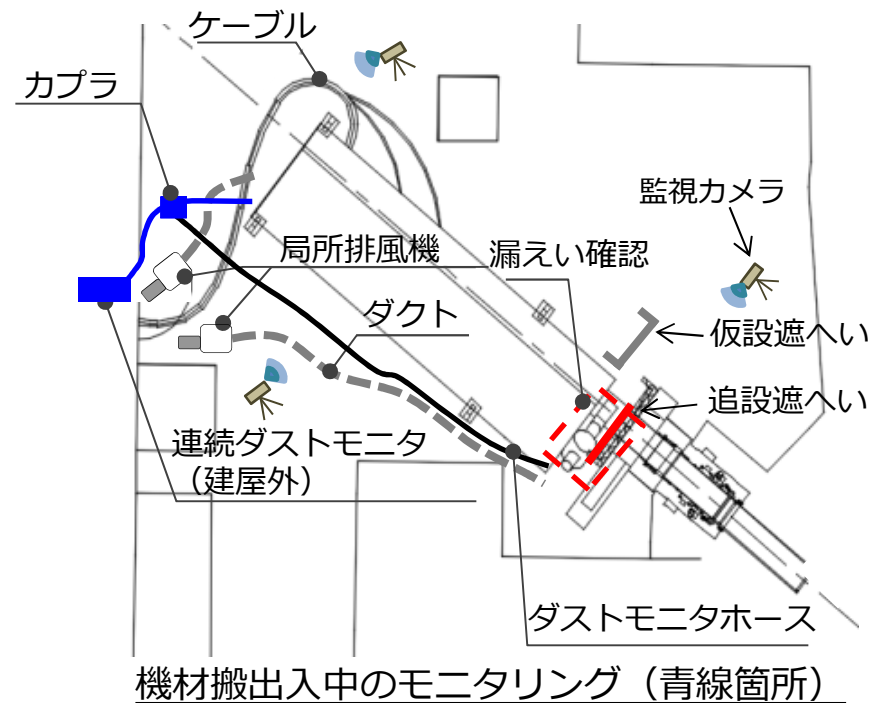 ケーブル
カプラ
監視カメラ
局所排風機
漏えい確認
ダクト
仮設遮へい
追設遮へい
連続ダストモニタ
（建屋外）
ダストモニタホース
機材搬出入中のモニタリング（青線箇所）